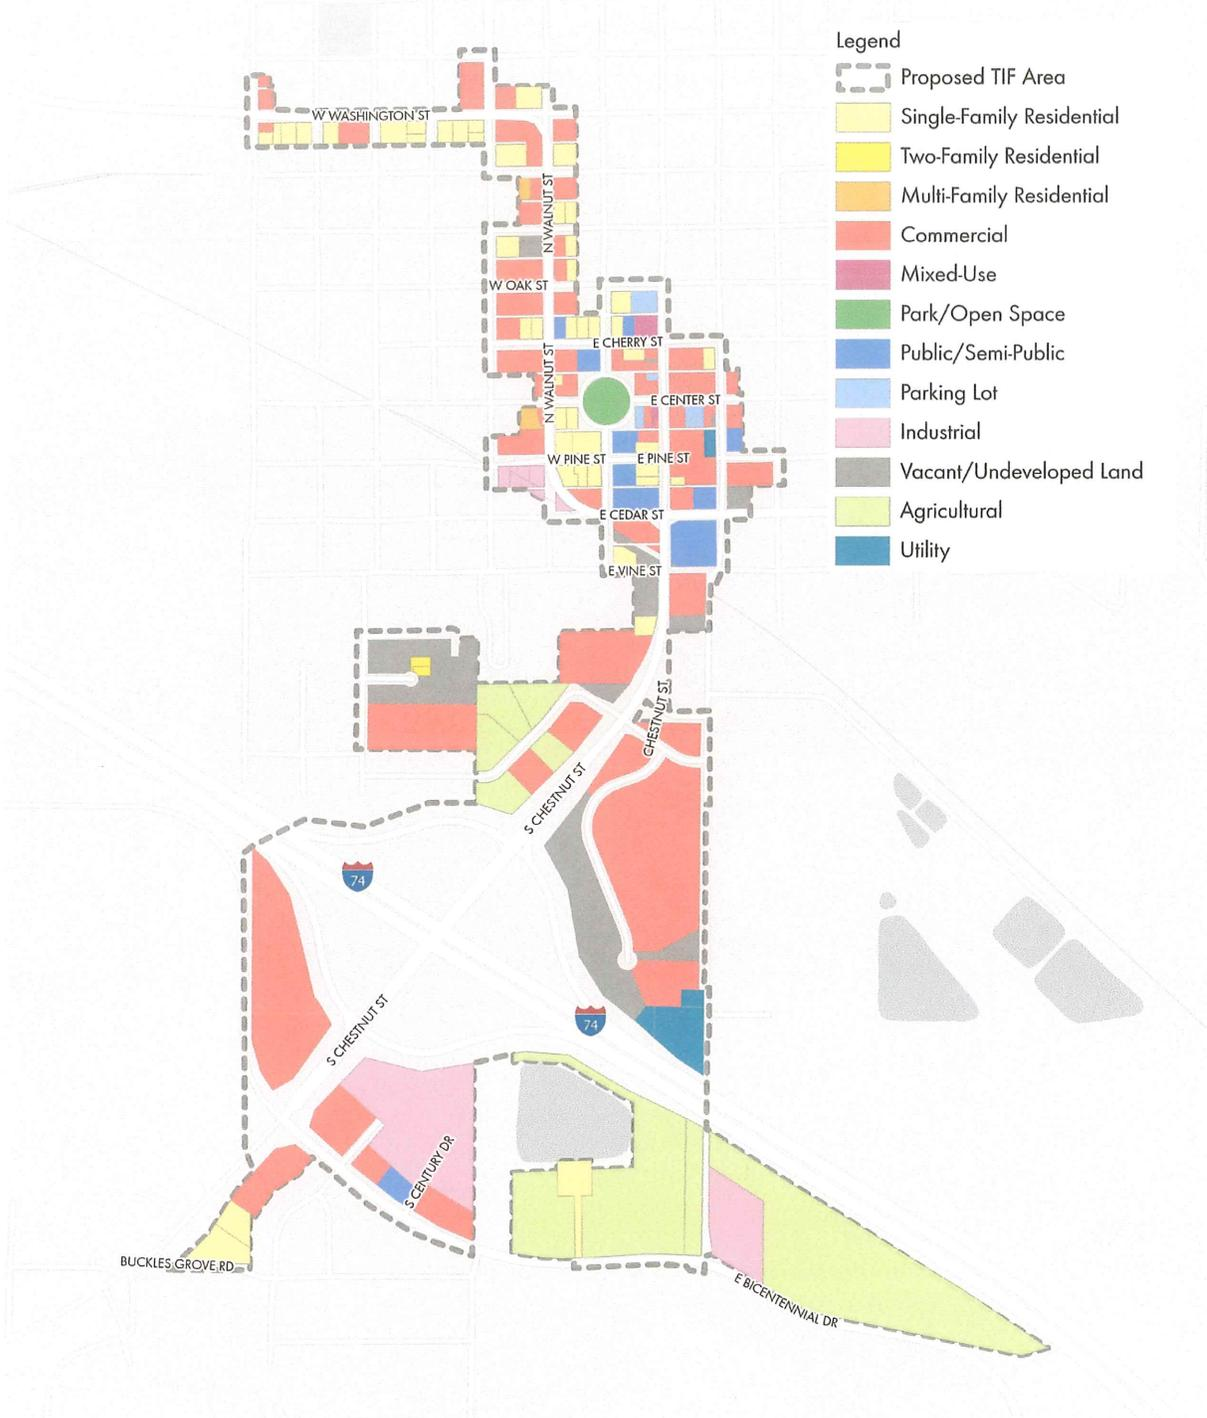 Legend
Proposed TIF Area
Single-Family Residential
Two-Family Residential
Multi-Family Residential
Commercial
Mixed-Use
Park/Open Space
Public/Semi-Public
Parking Lot
Industrial
Vacant/Undeveloped Land
Agricultural
Utility
W WASHINGTON ST
N WALNUT ST
W OAK ST
E CHERRY ST
N WALNUT ST
E CENTER ST
W PINE ST
E PINE ST
E CEDAR ST
E VINE ST
CHESTNUT ST
S CHESTNUT ST
74
S CHESTNUT ST
74
S CENTURY DR
BUCKLES GROVE RD
E BICENTENNIAL DR